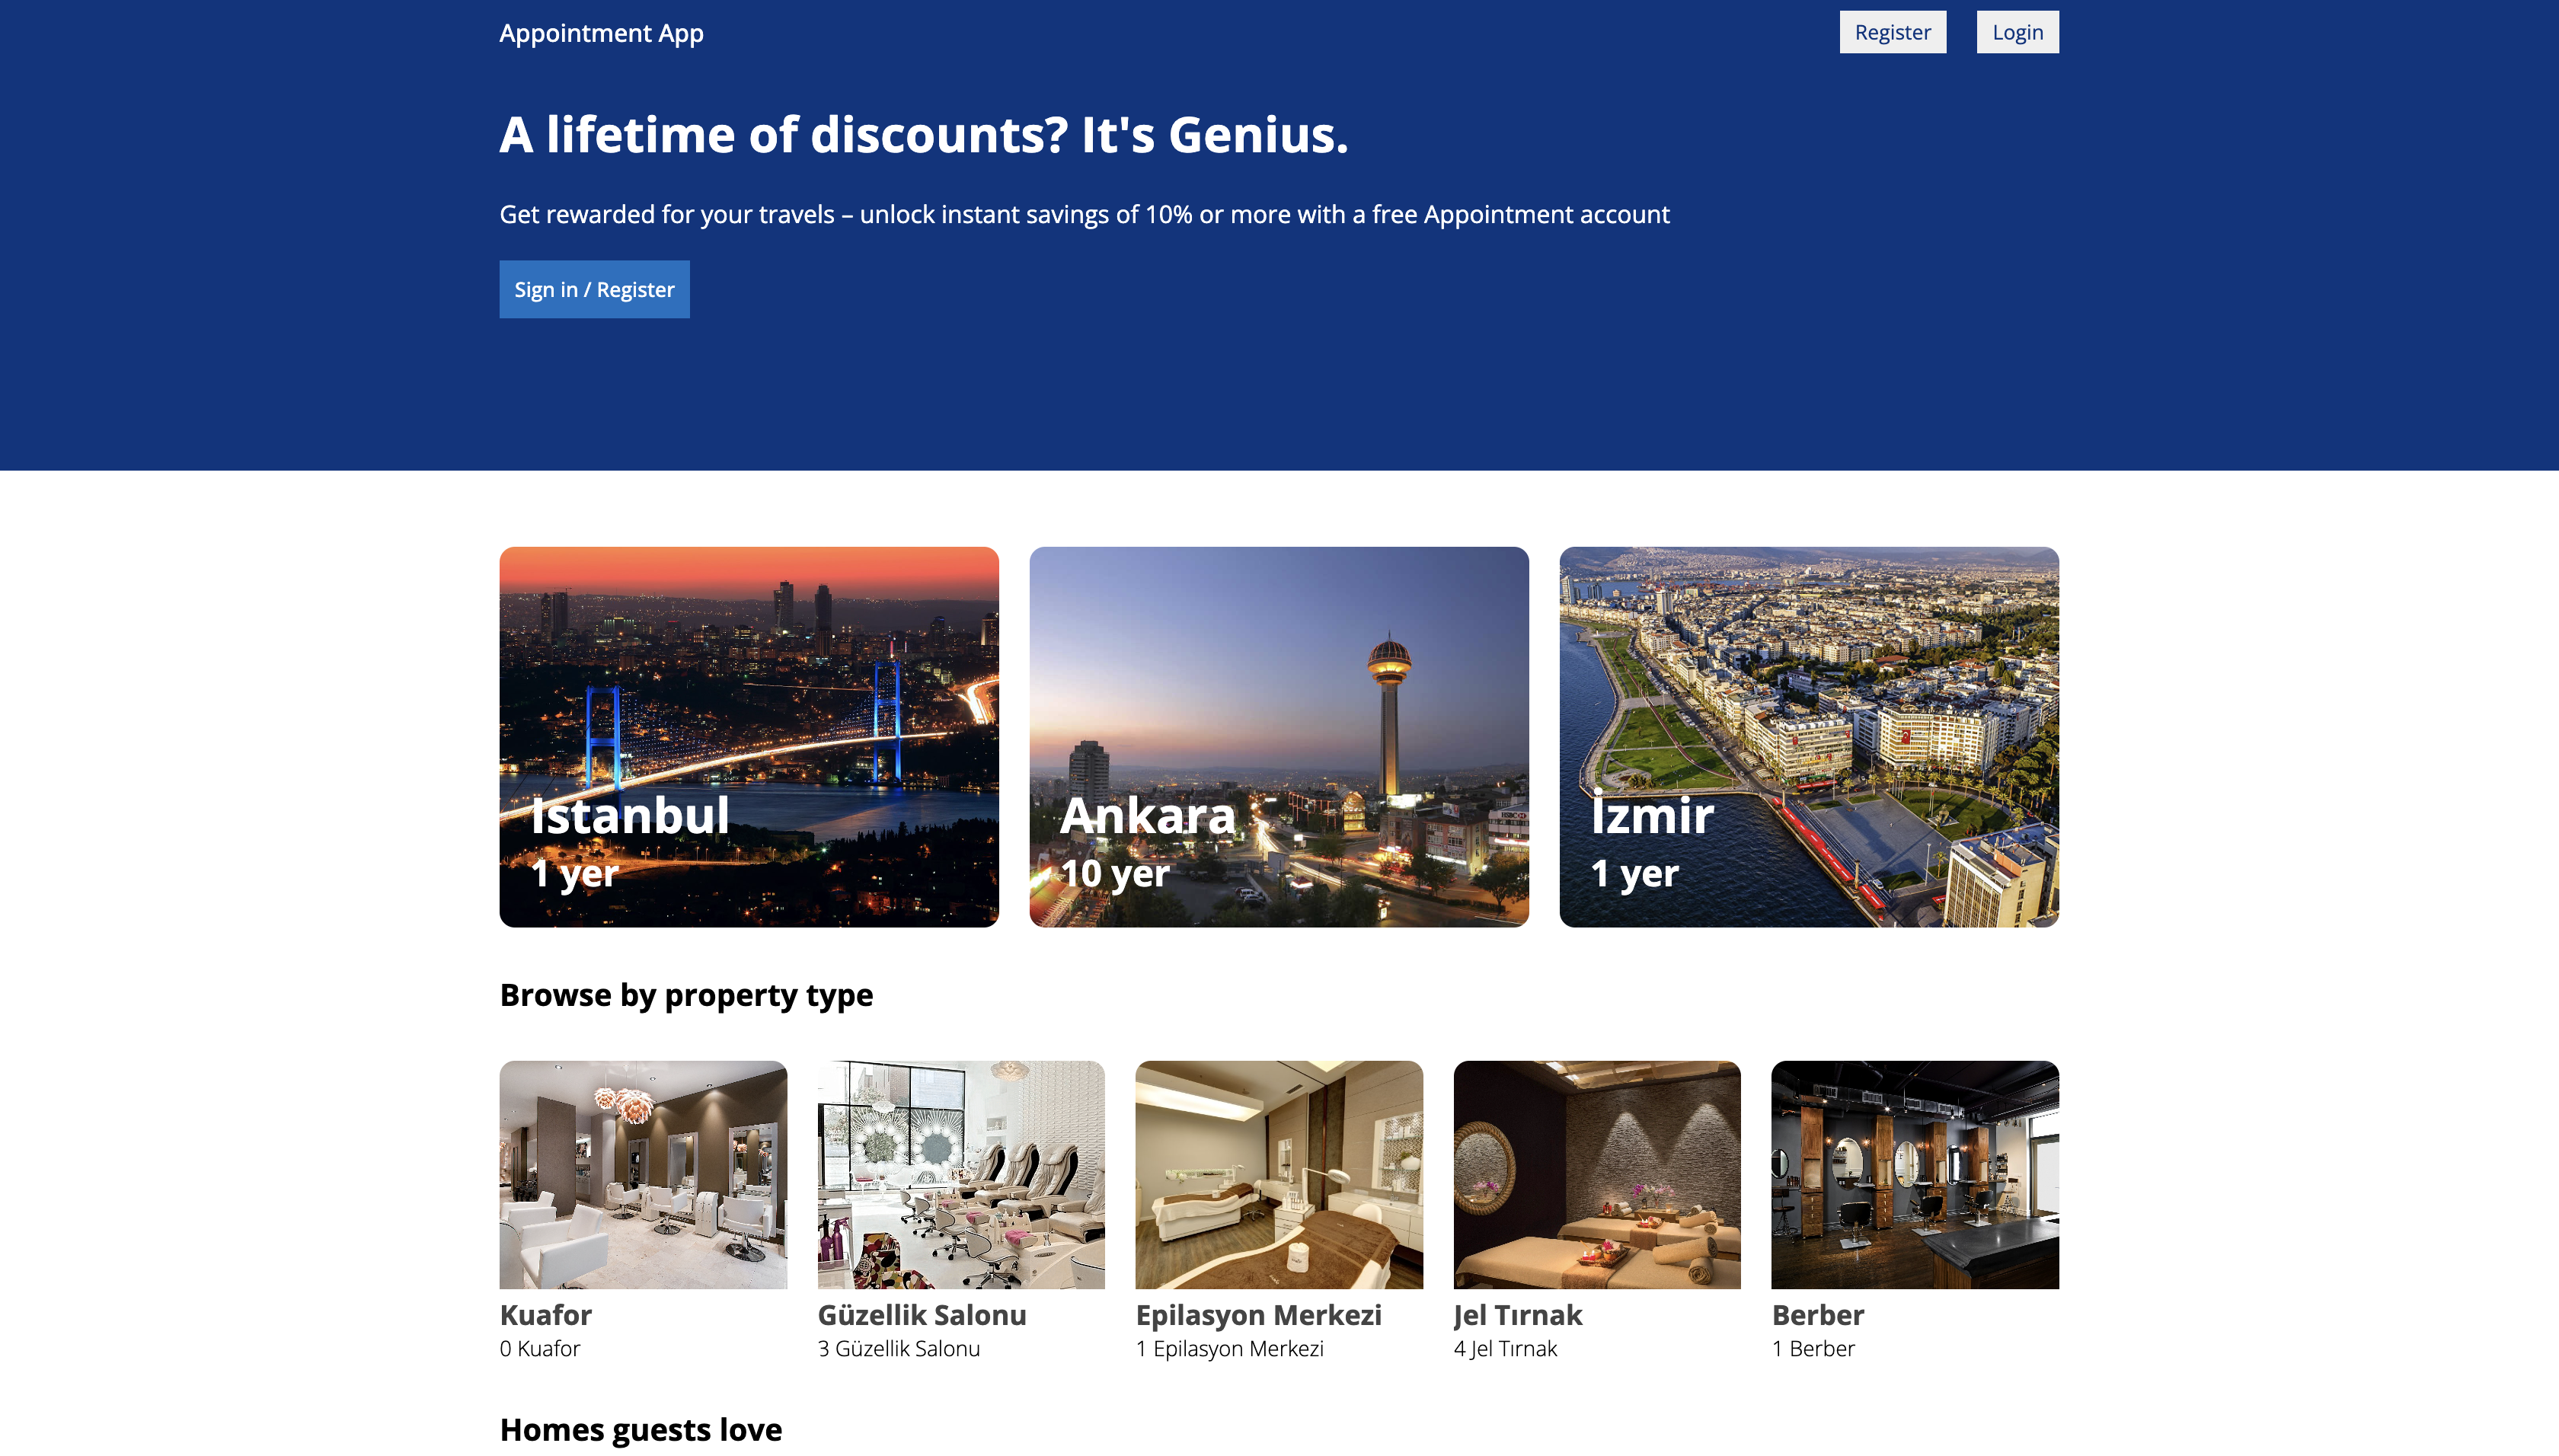 Appointment App
Register
Login
A lifetime of discounts? It's Genius.
Get rewarded for your travels – unlock instant savings of 10% or more with a free Appointment account
Sign in / Register
Istanbul
1 yer
Ankara
10 yer
İzmir
1 yer
Browse by property type
Kuafor
0 Kuafor
Güzellik Salonu
3 Güzellik Salonu
Epilasyon Merkezi
1 Epilasyon Merkezi
Jel Tırnak
4 Jel Tırnak
Berber
1 Berber
Homes guests love